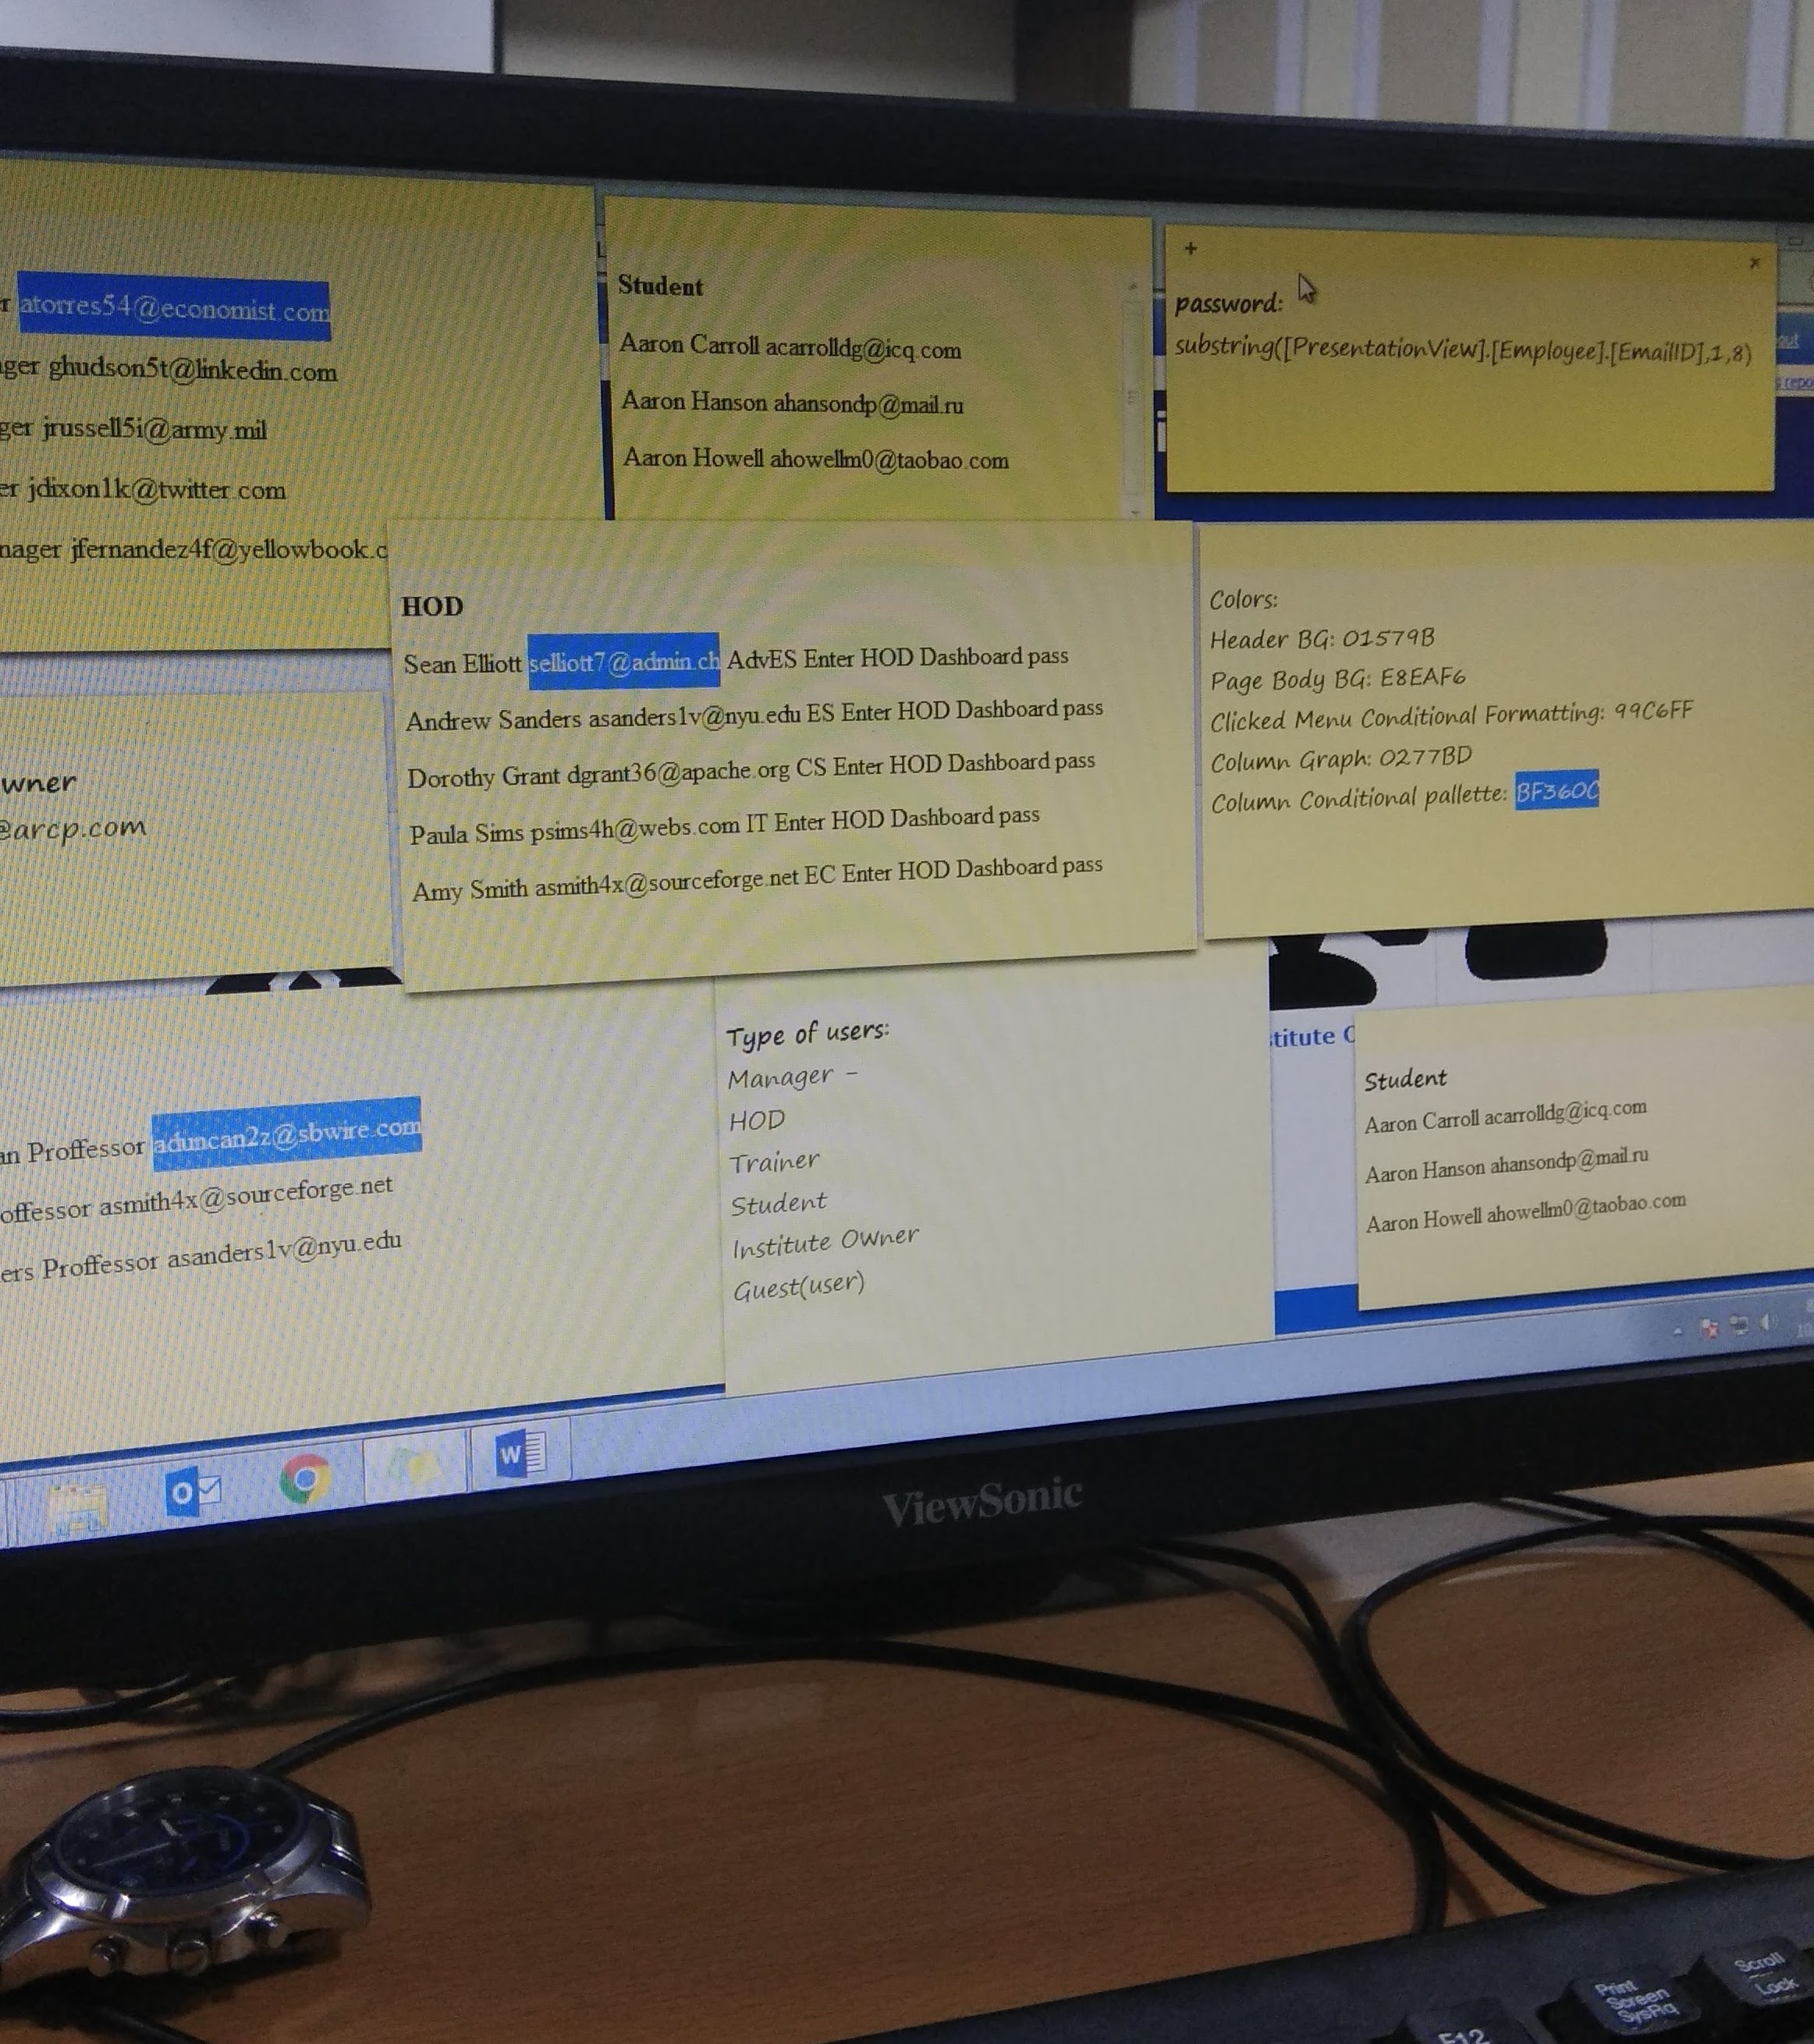 atorres54@economist.com
ghudson5t@linkedin.com
jrussell5i@army.mil
jdixon1k@twitter.com
jfernandez4f@yellowbook.c
Student
Aaron Carroll acarrolldg@icq.com
Aaron Hanson ahansondp@mail.ru
Aaron Howell ahowellm0@taobao.com
+
×
password:
substring([PresentationView].[Employee].[EmailID],1,8)
wner
@arcp.com
HOD
Sean Elliott selliott7@admin.ch AdvES Enter HOD Dashboard pass
Andrew Sanders asanders1v@nyu.edu ES Enter HOD Dashboard pass
Dorothy Grant dgrant36@apache.org CS Enter HOD Dashboard pass
Paula Sims psims4h@webs.com IT Enter HOD Dashboard pass
Amy Smith asmith4x@sourceforge.net EC Enter HOD Dashboard pass
Colors:
Header BG: 01579B
Page Body BG: E8EAF6
Clicked Menu Conditional Formatting: 99C6FF
Column Graph: 0277BD
Column Conditional pallette: BF360C
an Proffessor aduncan2z@sbwire.com
offessor asmith4x@sourceforge.net
ers Proffessor asanders1v@nyu.edu
Type of users:
Manager -
HOD
Trainer
Student
Institute Owner
Guest(user)
titute
Student
Aaron Carroll acarrolldg@icq.com
Aaron Hanson ahansondp@mail.ru
Aaron Howell ahowellm0@taobao.com
ViewSonic
Print
Screen
SysRq
Scroll
Lock
F12